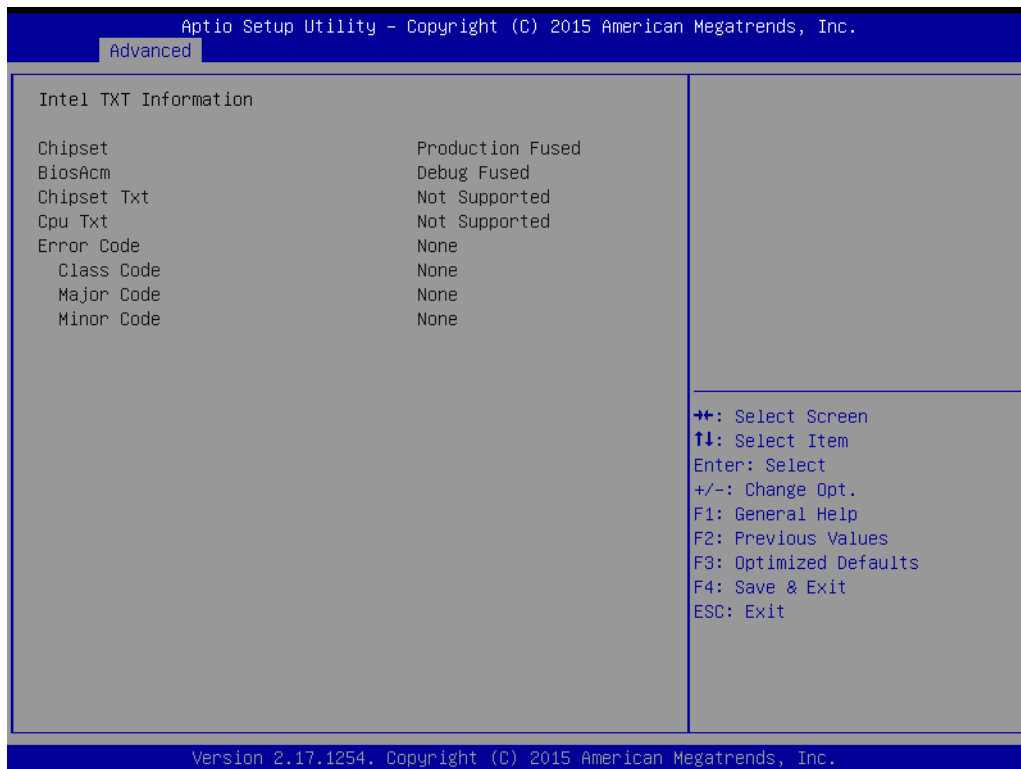 Aptio Setup Utility – Copyright (C) 2015 American Megatrends, Inc.
Advanced
Intel TXT Information
Chipset Production Fused
BiosAcm Debug Fused
Chipset Txt Not Supported
Cpu Txt Not Supported
Error Code None
Class Code None
Major Code None
Minor Code None
→←: Select Screen
↑↓: Select Item
Enter: Select
+/-: Change Opt.
F1: General Help
F2: Previous Values
F3: Optimized Defaults
F4: Save & Exit
ESC: Exit
Version 2.17.1254. Copyright (C) 2015 American Megatrends, Inc.